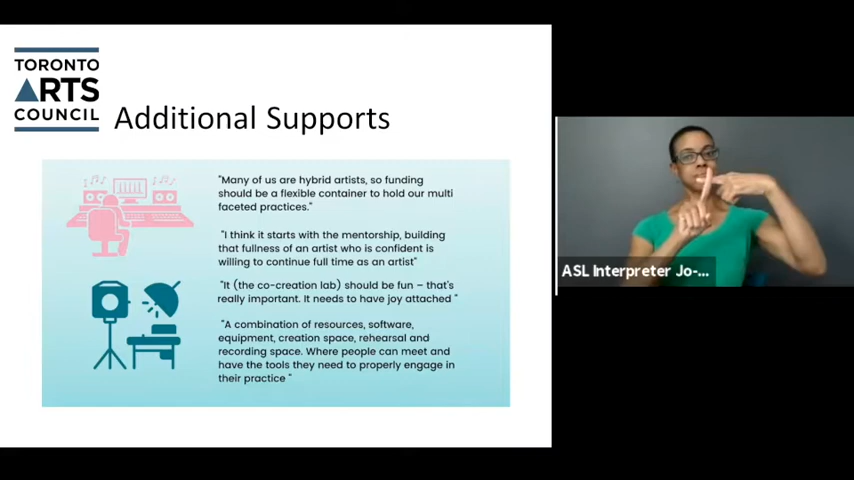 TORONTO
ARTS
COUNCIL
Additional Supports
"Many of us are hybrid artists, so funding
should be a flexible container to hold our multi
faceted practices."
"I think it starts with the mentorship, building
that fullness of an artist who is confident is
willing to continue full time as an artist"
"It (the co-creation lab) should be fun – that's
really important. It needs to have joy attached "
"A combination of resources, software,
equipment, creation space, rehearsal and
recording space. Where people can meet and
have the tools they need to properly engage in
their practice "
ASL Interpreter Jo-...